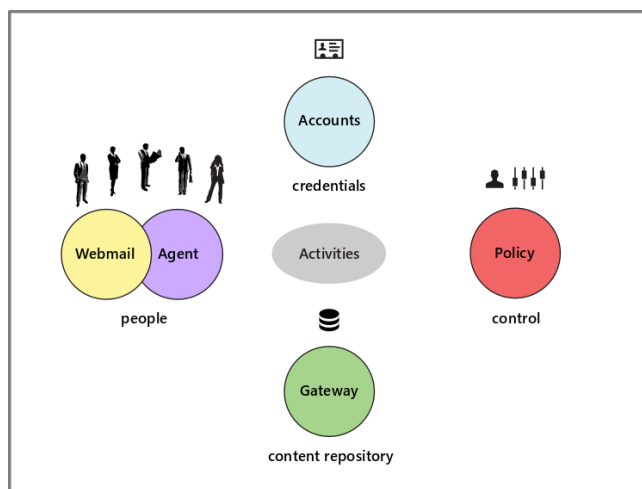 Accounts
credentials
Webmail
Agent
people
Activities
Policy
control
Gateway
content repository